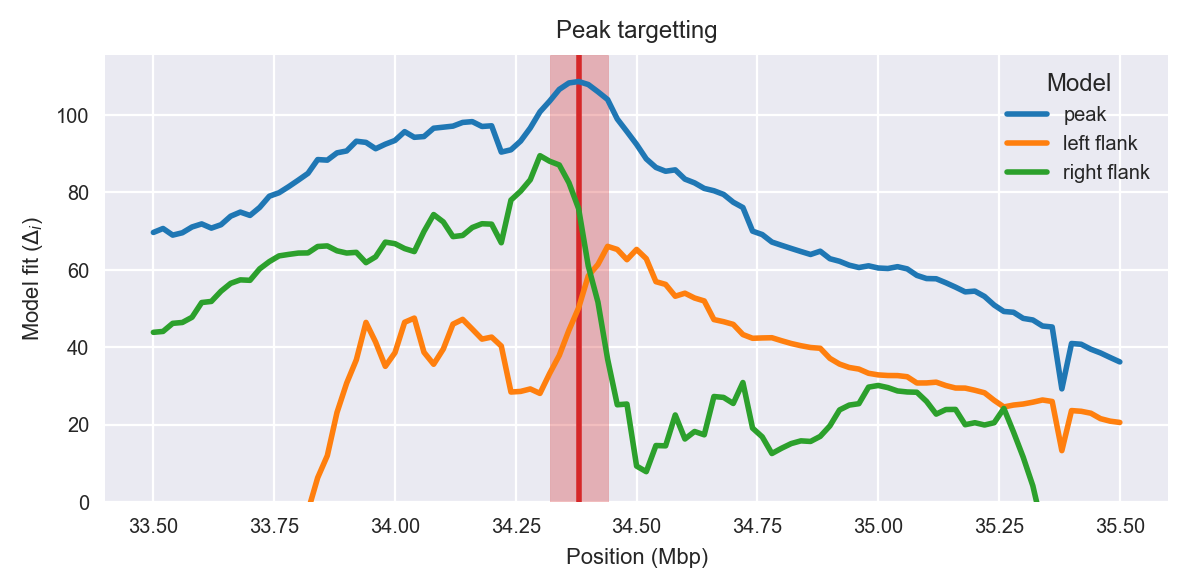 Peak targetting
Model
peak
left flank
right flank
Model fit (Δi)
100
80
60
40
20
0
33.50 33.75 34.00 34.25 34.50 34.75 35.00 35.25 35.50
Position (Mbp)